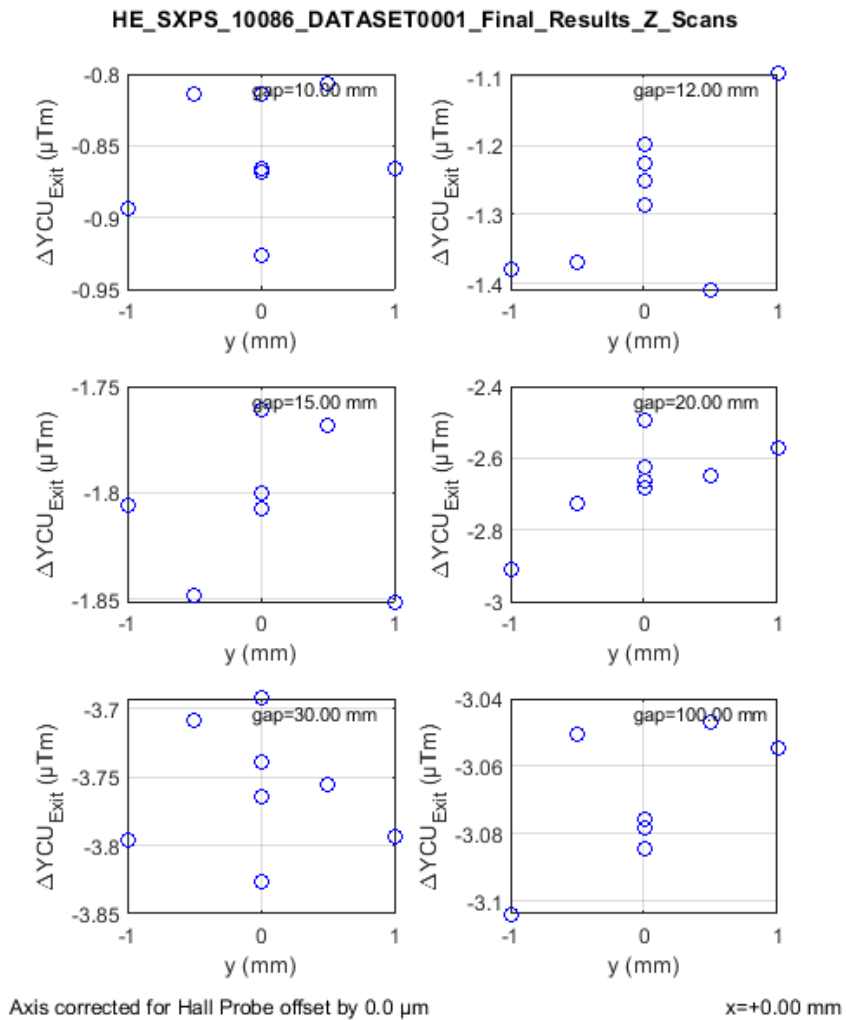 HE_SXPS_10086_DATASET0001_Final_Results_Z_Scans
gap=10.00 mm
-0.8
-0.85
-0.9
-0.95
ΔYCU_Exit (µTm)
-1 0 1
y (mm)
gap=12.00 mm
-1.1
-1.2
-1.3
-1.4
ΔYCU_Exit (µTm)
-1 0 1
y (mm)
gap=15.00 mm
-1.75
-1.8
-1.85
ΔYCU_Exit (µTm)
-1 0 1
y (mm)
gap=20.00 mm
-2.4
-2.6
-2.8
-3
ΔYCU_Exit (µTm)
-1 0 1
y (mm)
gap=30.00 mm
-3.7
-3.75
-3.8
-3.85
ΔYCU_Exit (µTm)
-1 0 1
y (mm)
gap=100.00 mm
-3.04
-3.06
-3.08
-3.1
ΔYCU_Exit (µTm)
-1 0 1
y (mm)
Axis corrected for Hall Probe offset by 0.0 µm
x=+0.00 mm